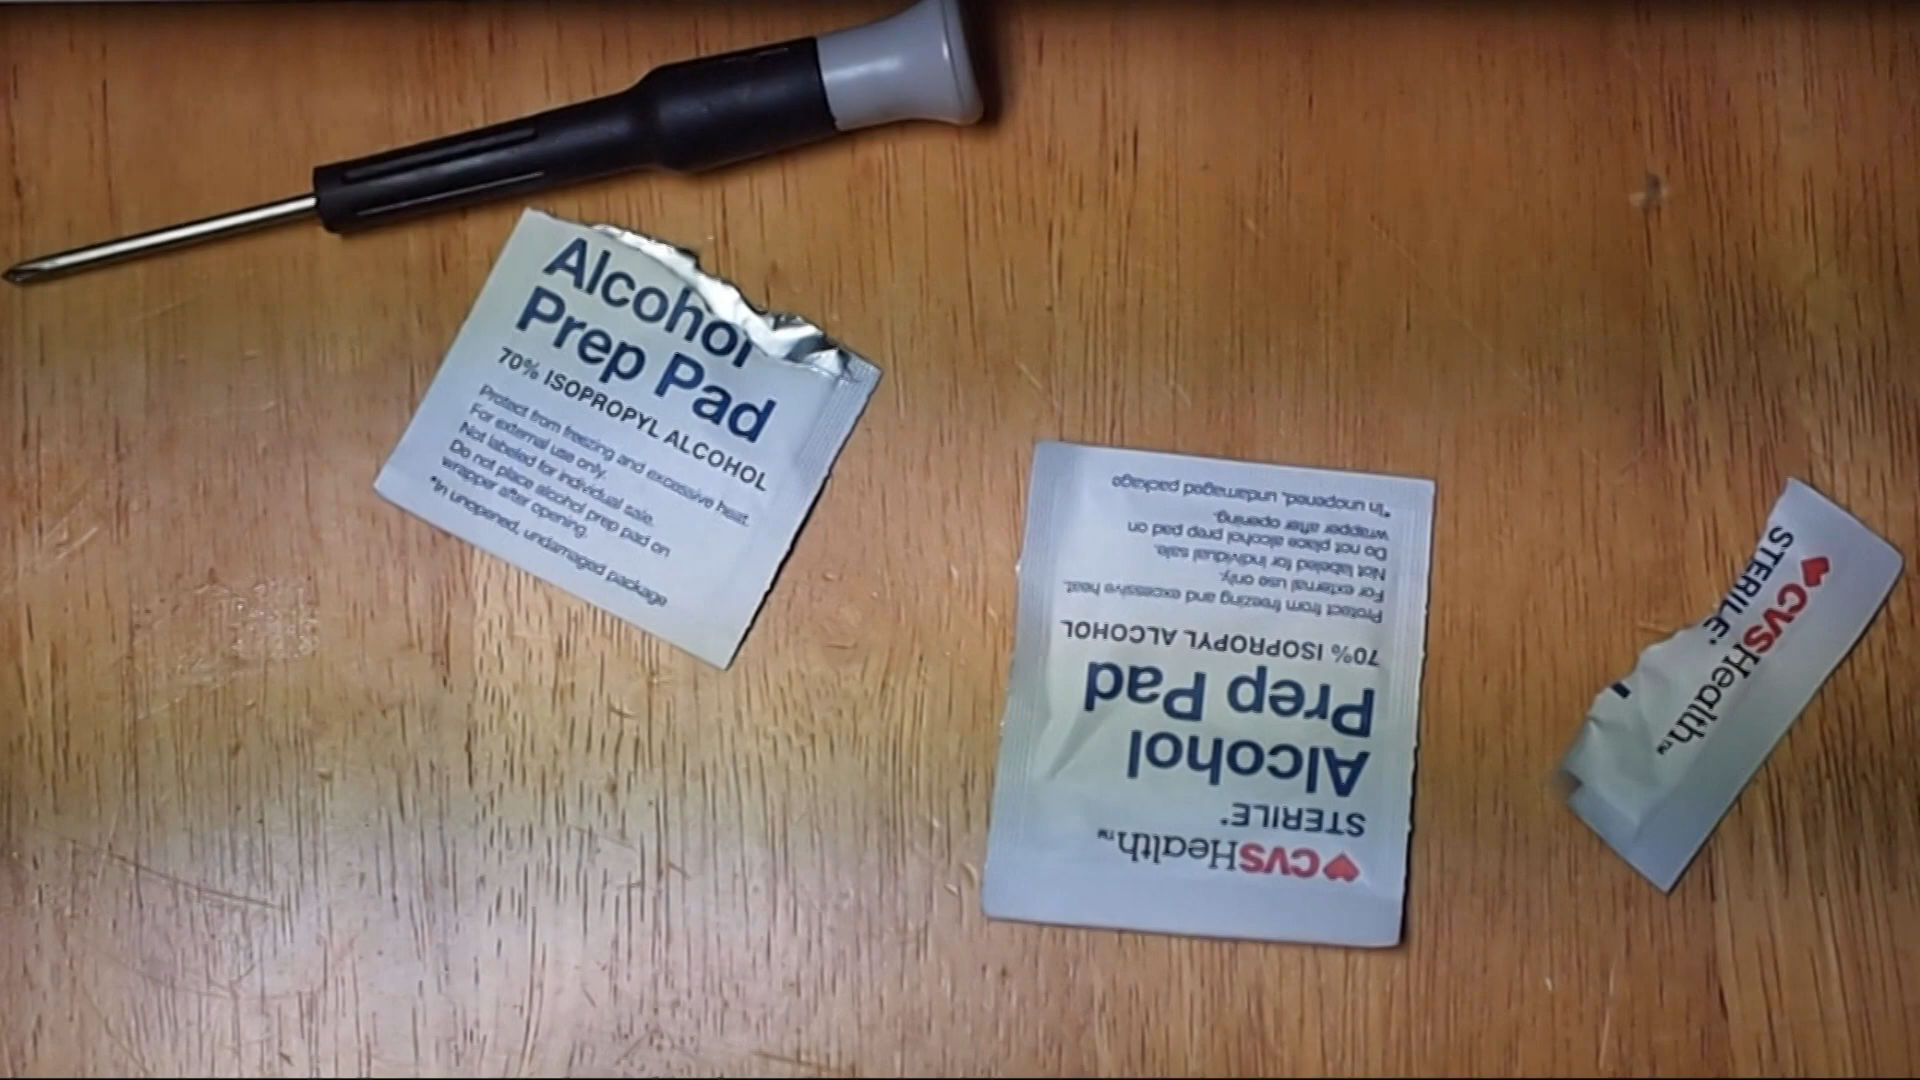 Alcohol
Prep Pad
70% ISOPROPYL ALCOHOL
Protect from freezing and excessive heat.
For external use only.
Not labeled for individual sale.
Do not place alcohol prep pad on
wrapper after opening.
*In unopened, undamaged package
CVSHealth™
STERILE*
Alcohol
Prep Pad
70% ISOPROPYL ALCOHOL
Protect from freezing and excessive heat.
For external use only.
Not labeled for individual sale.
Do not place alcohol prep pad on
wrapper after opening.
*In unopened, undamaged package
CVSHealth™
STERILE*